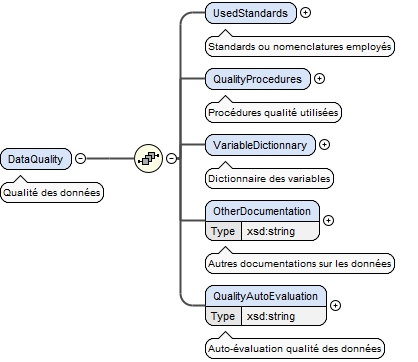 UsedStandards
Standards ou nomenclatures employés
QualityProcedures
Procédures qualité utilisées
VariableDictionnary
Dictionnaire des variables
DataQuality
Qualité des données
OtherDocumentation
Type xsd:string
Autres documentations sur les données
QualityAutoEvaluation
Type xsd:string
Auto-évaluation qualité des données